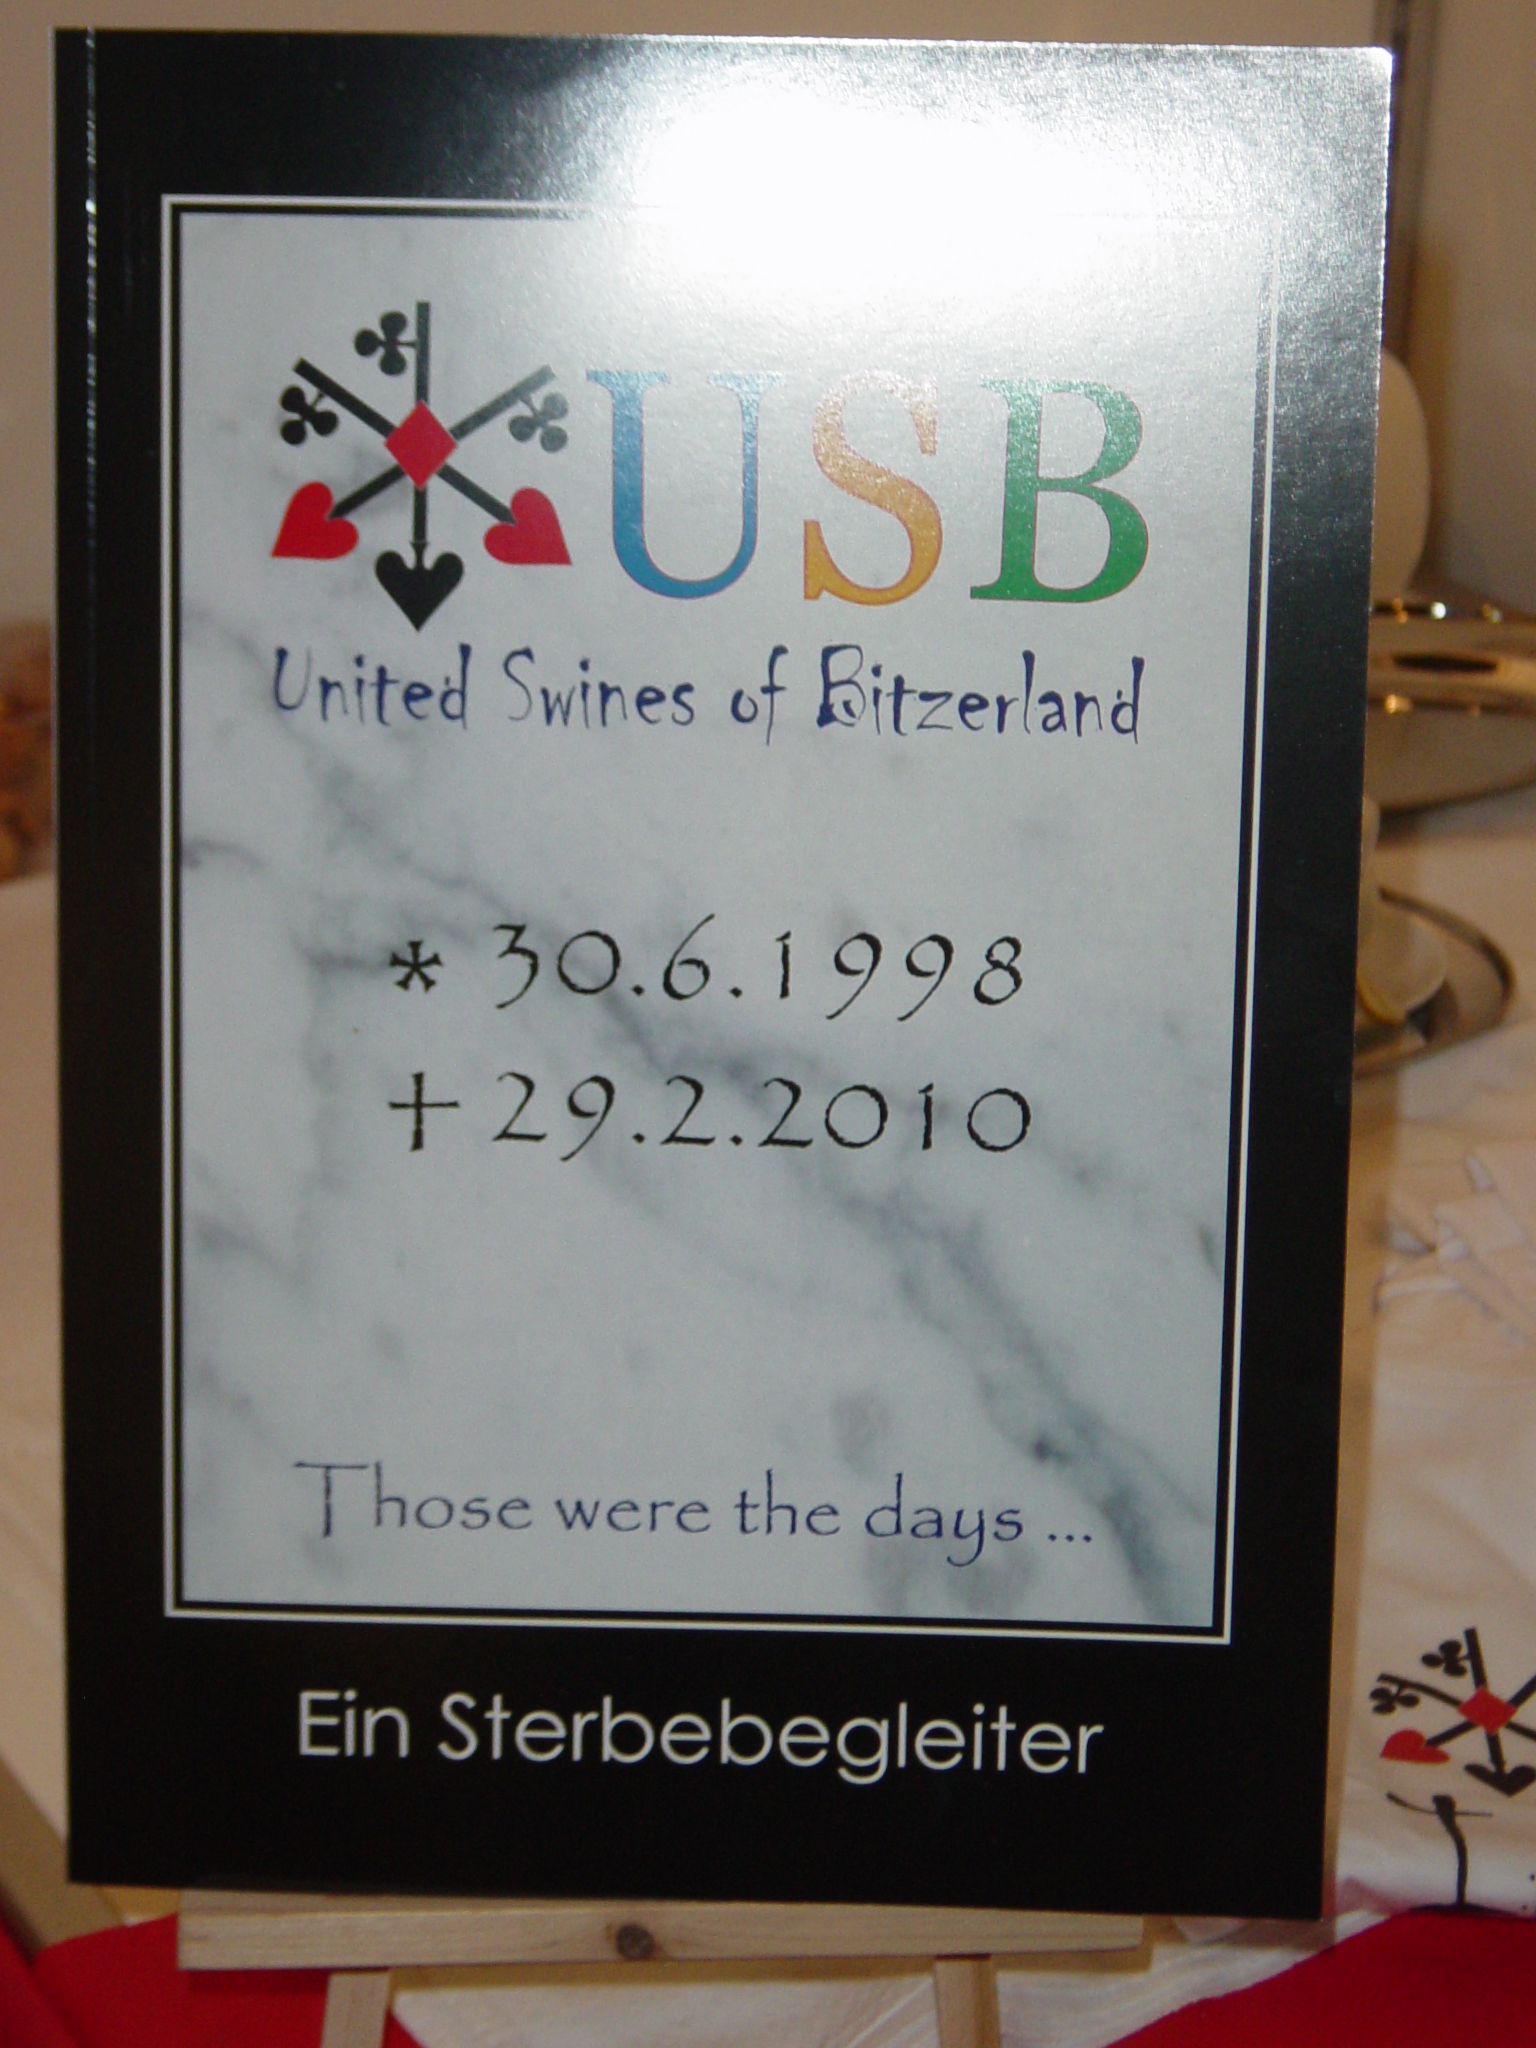 USB
United Swines of Bitzerland
* 30.6.1998
+ 29.2.2010
Those were the days ...
Ein Sterbebegleiter